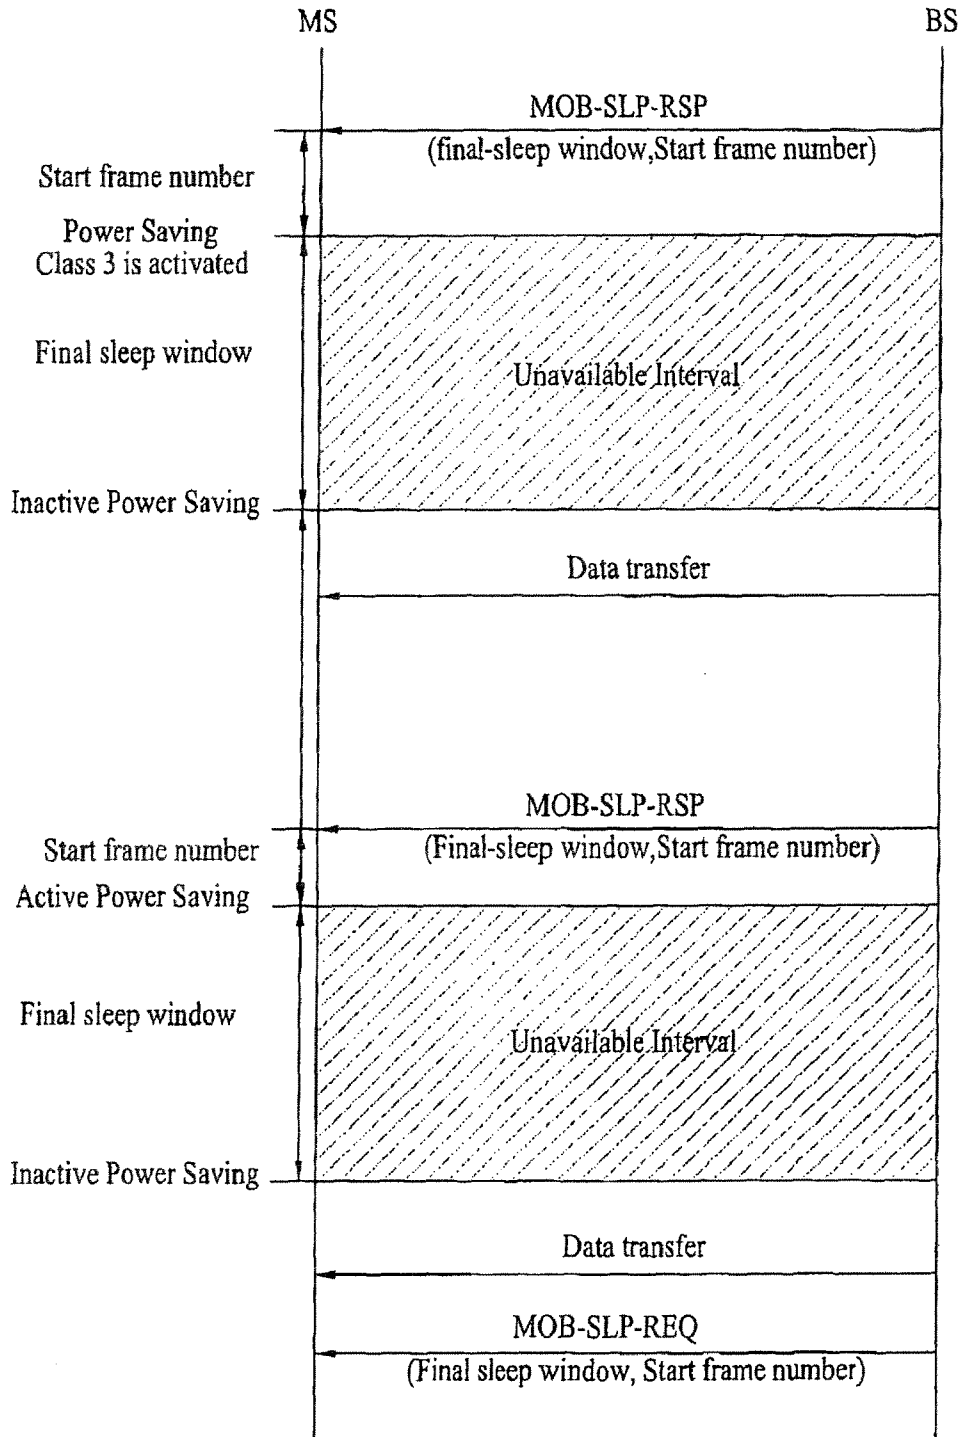 MS
BS
MOB-SLP-RSP
(final-sleep window,Start frame number)
Start frame number
Power Saving
Class 3 is activated
Final sleep window
Unavailable Interval
Inactive Power Saving
Data transfer
MOB-SLP-RSP
(Final-sleep window,Start frame number)
Start frame number
Active Power Saving
Final sleep window
Unavailable Interval
Inactive Power Saving
Data transfer
MOB-SLP-REQ
(Final sleep window, Start frame number)